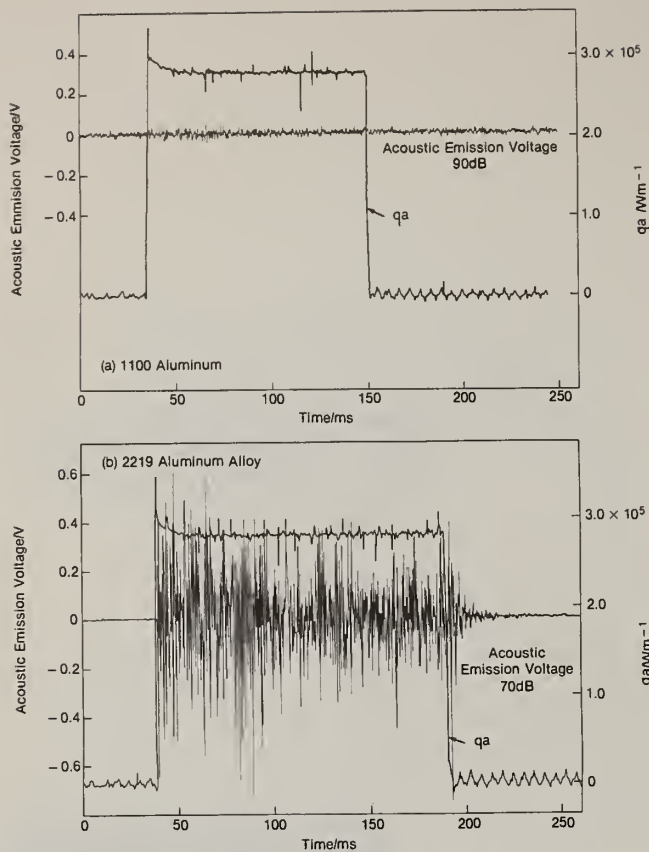 0.4
0.2
0
− 0.2
− 0.4
Acoustic Emmision Voltage/V
3.0 × 10⁵
2.0
1.0
0
qa /Wm⁻¹
Acoustic Emission Voltage
90dB
qa
(a) 1100 Aluminum
0 50 100 150 200 250
Time/ms
(b) 2219 Aluminum Alloy
0.6
0.4
0.2
0
− 0.2
− 0.4
− 0.6
Acoustic Emission Voltage/V
3.0 × 10⁵
2.0
1.0
0
qa/Wm⁻¹
Acoustic
Emission Voltage
70dB
qa
0 50 100 150 200 250
Time/ms